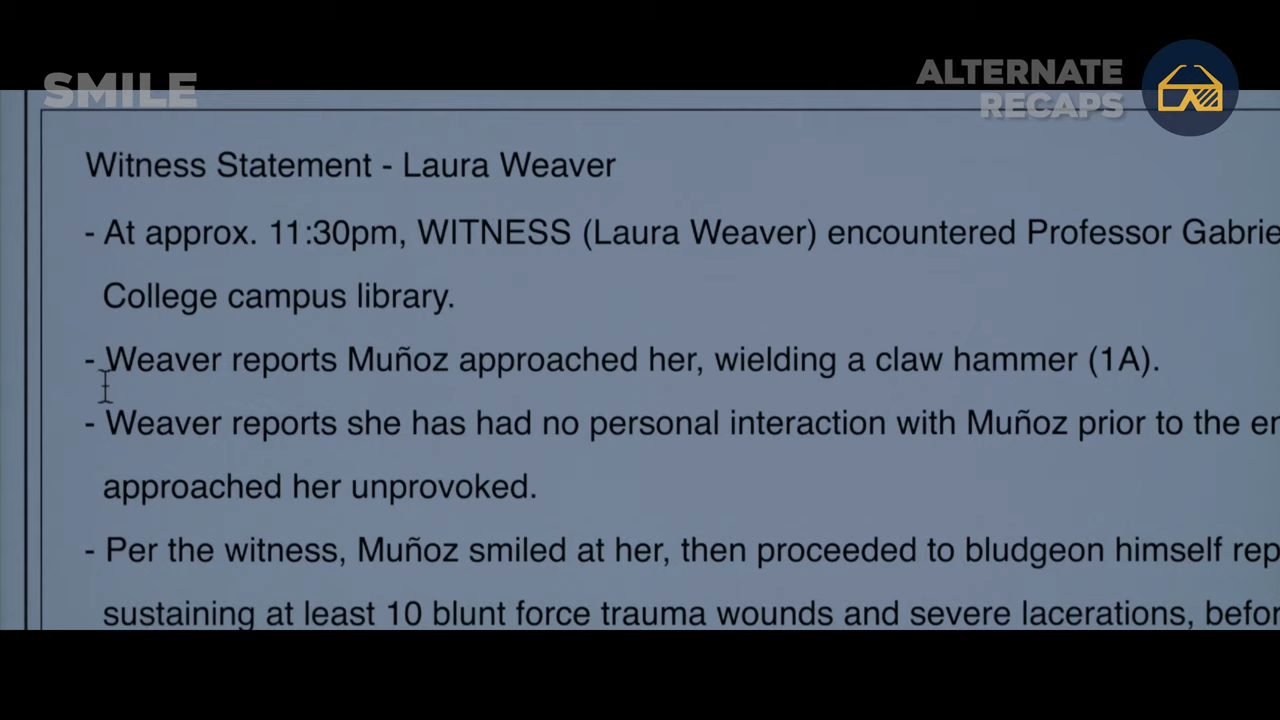 SMILE
ALTERNATE
RECAPS
Witness Statement - Laura Weaver
- At approx. 11:30pm, WITNESS (Laura Weaver) encountered Professor Gabrie
College campus library.
- Weaver reports Muñoz approached her, wielding a claw hammer (1A).
- Weaver reports she has had no personal interaction with Muñoz prior to the
approached her unprovoked.
- Per the witness, Muñoz smiled at her, then proceeded to bludgeon himself rep
sustaining at least 10 blunt force trauma wounds and severe lacerations, befor